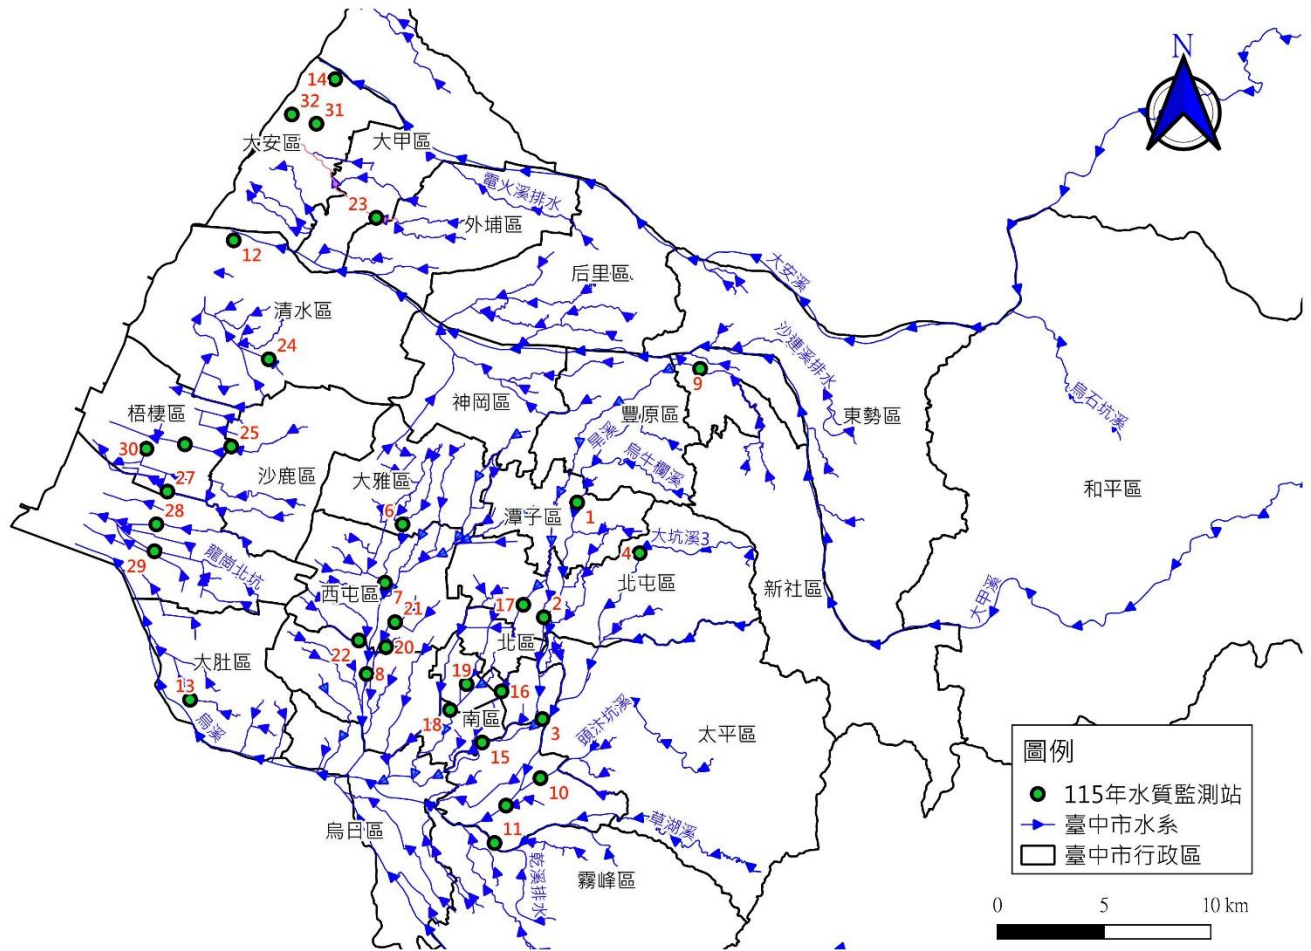 N
14
32
31
大安區
大甲區
電火溪排水
23
外埔區
12
后里區
大安溪
清水區
沙連溪排水
24
9
烏石坑溪
神岡區
豐原區
東勢區
梧棲區
旱溪
30
25
烏牛欄溪
27
沙鹿區
大雅區
和平區
28
6
潭子區
1
29
龍崗北坑
4
大坑溪3
西屯區
7
北屯區
新社區
大甲溪
17
2
21
北區
22
20
大肚區
8
19
16
13
18
南區
烏溪
3
頭汴坑溪
太平區
15
10
草湖溪
烏日區
11
乾溪排水
霧峰區
圖例
115年水質監測站
臺中市水系
臺中市行政區
0 5 10 km